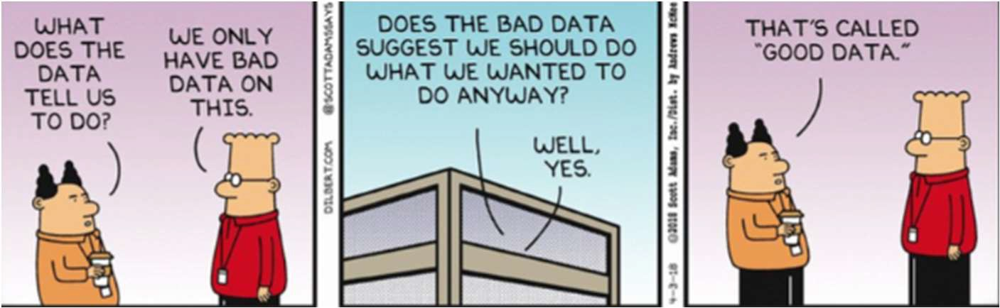 WHAT
DOES THE
DATA
TELL US
TO DO?
WE ONLY
HAVE BAD
DATA ON
THIS.
DILBERT.COM @SCOTTADAMSSAYS
DOES THE BAD DATA
SUGGEST WE SHOULD DO
WHAT WE WANTED TO
DO ANYWAY?
WELL,
YES.
4-3-18 ©2018 Scott Adams, Inc./Dist. by Andrews McMeel
THAT'S CALLED
"GOOD DATA."